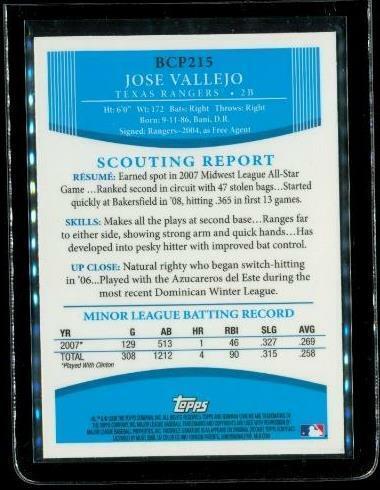 BCP215
JOSE VALLEJO
TEXAS RANGERS • 2B
Ht: 6'0" Wt: 172 Bats: Right Throws: Right
Born: 9-11-86, Bani, D.R.
Signed: Rangers–2004, as Free Agent
SCOUTING REPORT
RÉSUMÉ: Earned spot in 2007 Midwest League All-Star
Game ...Ranked second in circuit with 47 stolen bags...Started
quickly at Bakersfield in '08, hitting .365 in first 13 games.
SKILLS: Makes all the plays at second base...Ranges far
to either side, showing strong arm and quick hands...Has
developed into pesky hitter with improved bat control.
UP CLOSE: Natural righty who began switch-hitting
in '06...Played with the Azucareros del Este during the
most recent Dominican Winter League.
MINOR LEAGUE BATTING RECORD
YR G AB HR RBI SLG AVG
2007* 129 513 1 46 .327 .269
TOTAL 308 1212 4 90 .315 .258
*Played With Clinton
Topps